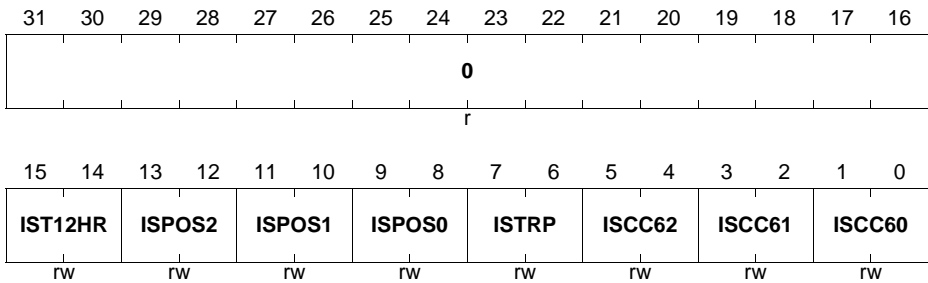 31 30 29 28 27 26 25 24 23 22 21 20 19 18 17 16
0
r
15 14 13 12 11 10 9 8 7 6 5 4 3 2 1 0
IST12HR ISPOS2 ISPOS1 ISPOS0 ISTRP ISCC62 ISCC61 ISCC60
rw rw rw rw rw rw rw rw